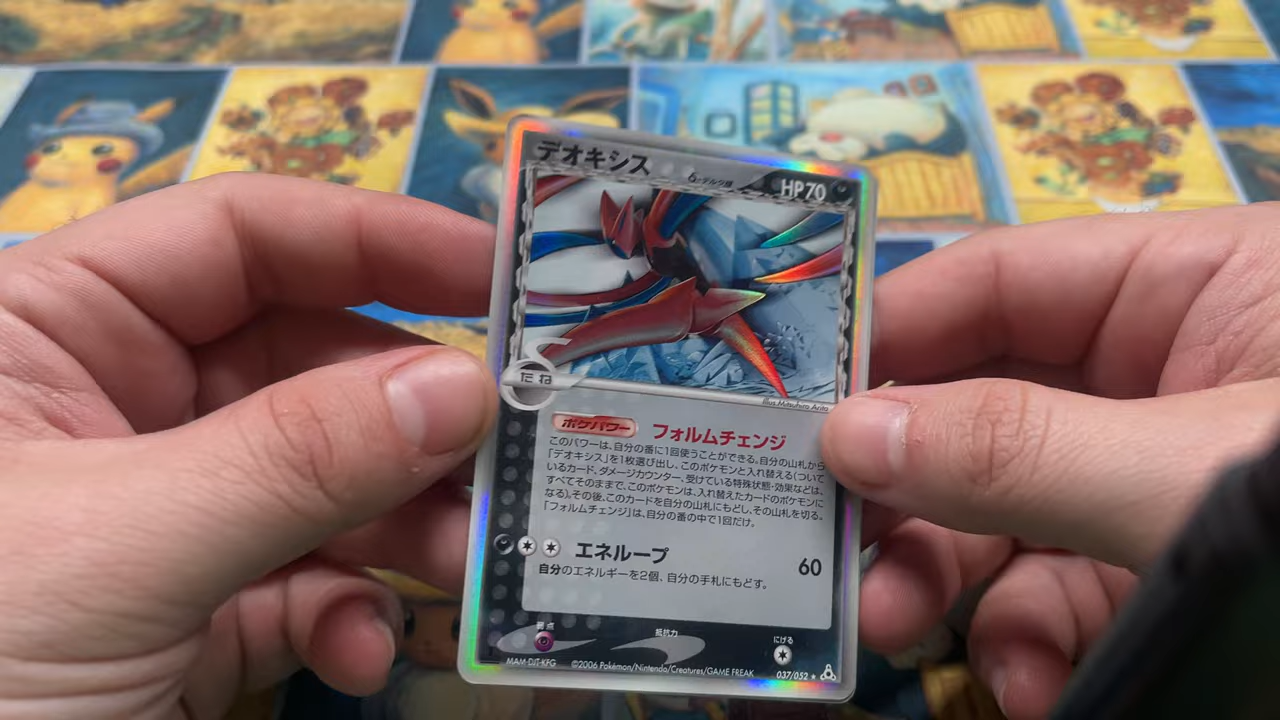 デオキシス δ-デルタ種 HP70
Illus. Mitsuhiro Arita
たね
ポケパワー フォルムチェンジ
このパワーは、自分の番に1回使うことができる。自分の山札から
「デオキシス」を1枚選び出し、このポケモンと入れ替える(ついて
いるカード、ダメージカウンター、受けている特殊状態・効果などは、
すべてそのままで、このポケモンは、入れ替えたカードのポケモンに
なる)。その後、このカードを自分の山札にもどし、その山札を切る。
「フォルムチェンジ」は、自分の番の中で1回だけ。
エネループ 60
自分のエネルギーを2個、自分の手札にもどす。
弱点 抵抗力 にげる
MAM-DJT-KFG ©2006 Pokémon/Nintendo/Creatures/GAME FREAK 037/052 ★